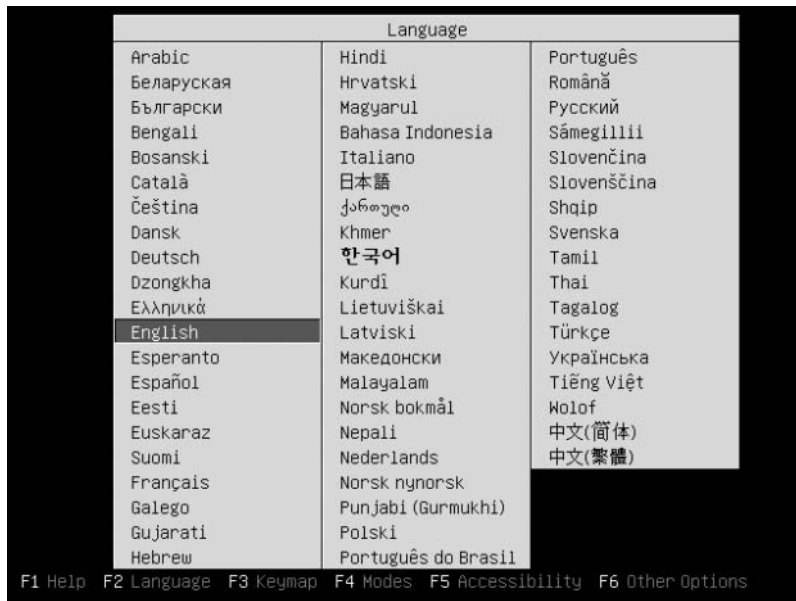 Language
Arabic
Беларуская
Български
Bengali
Bosanski
Català
Čeština
Dansk
Deutsch
Dzongkha
Ελληνικά
English
Esperanto
Español
Eesti
Euskaraz
Suomi
Français
Galego
Gujarati
Hebrew
Hindi
Hrvatski
Magyarul
Bahasa Indonesia
Italiano
日本語
ქართული
Khmer
한국어
Kurdî
Lietuviškai
Latviski
Македонски
Malayalam
Norsk bokmål
Nepali
Nederlands
Norsk nynorsk
Punjabi (Gurmukhi)
Polski
Português do Brasil
Português
Română
Русский
Sámegillii
Slovenčina
Slovenščina
Shqip
Svenska
Tamil
Thai
Tagalog
Türkçe
Українська
Tiếng Việt
Wolof
中文(简体)
中文(繁體)
F1 Help F2 Language F3 Keymap F4 Modes F5 Accessibility F6 Other Options